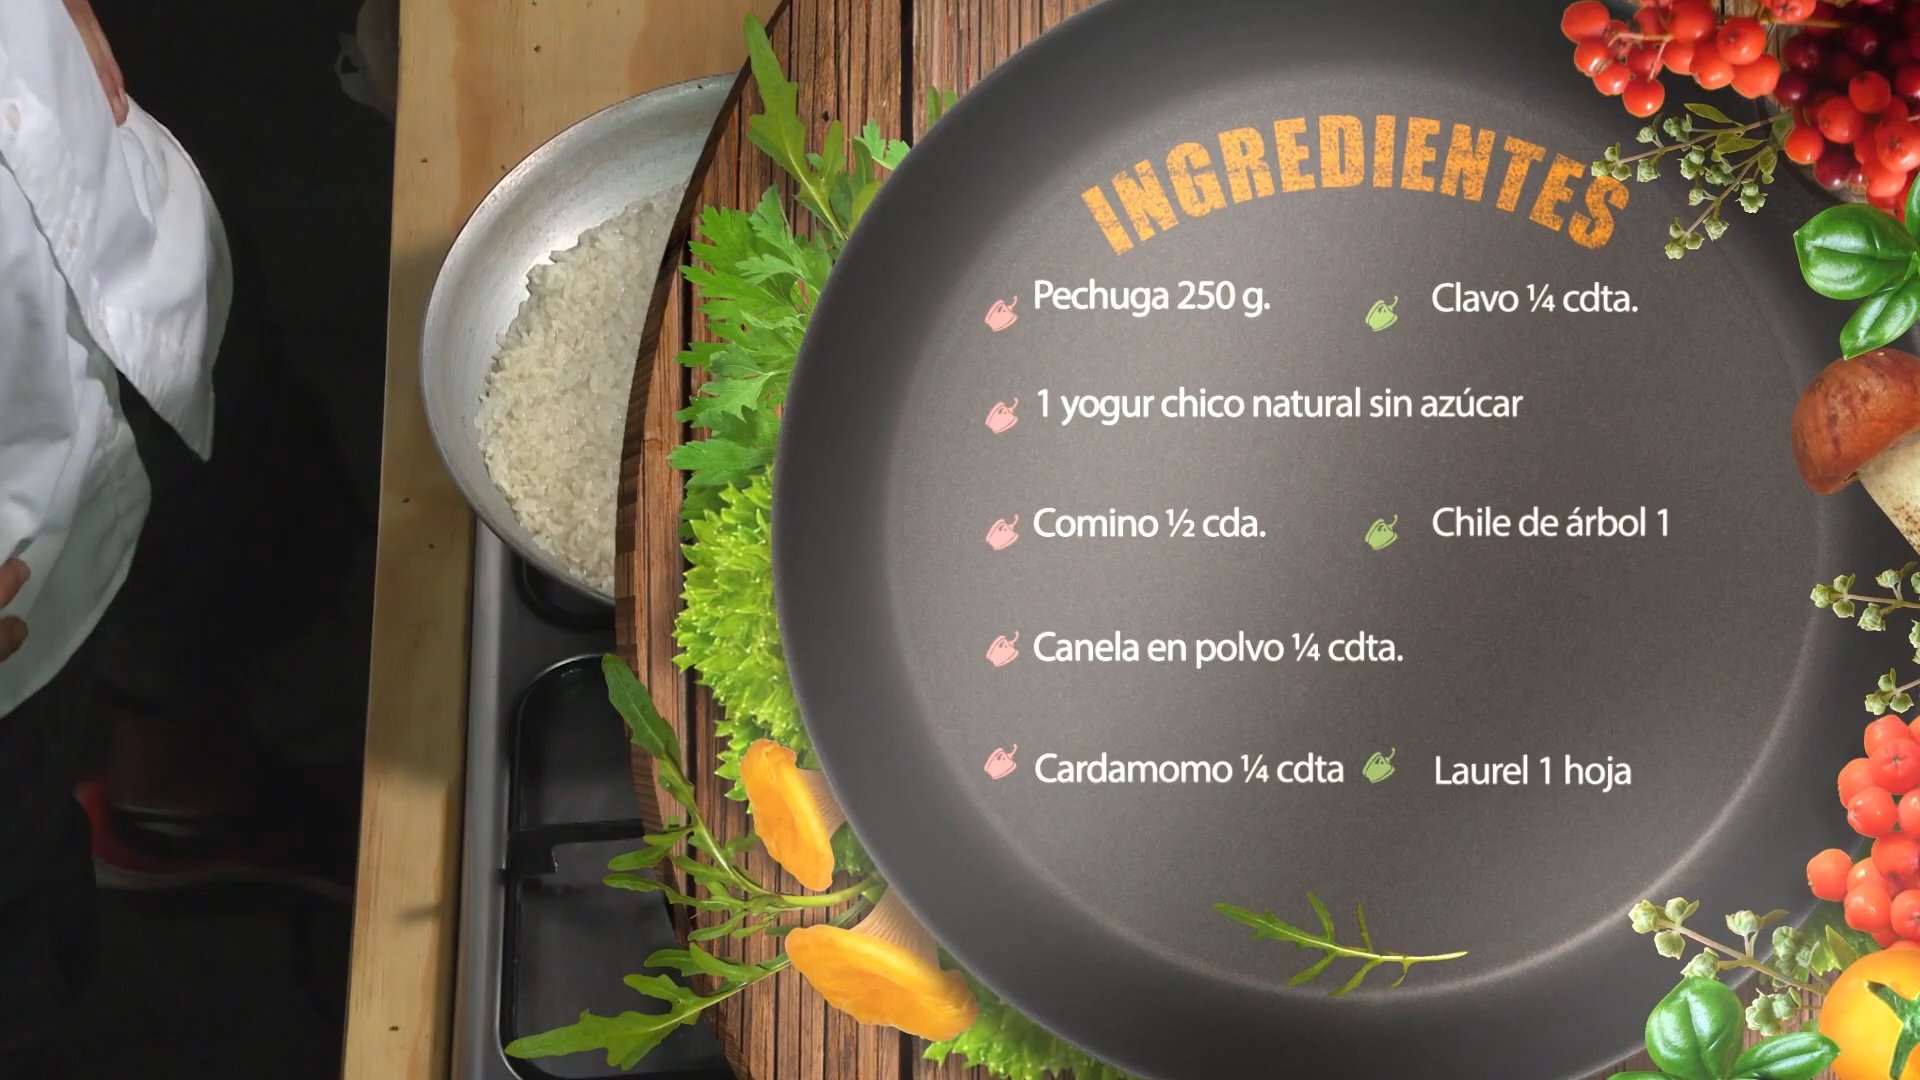 INGREDIENTES
Pechuga 250 g.
Clavo ¼ cdta.
1 yogur chico natural sin azúcar
Comino ½ cda.
Chile de árbol 1
Canela en polvo ¼ cdta.
Cardamomo ¼ cdta
Laurel 1 hoja